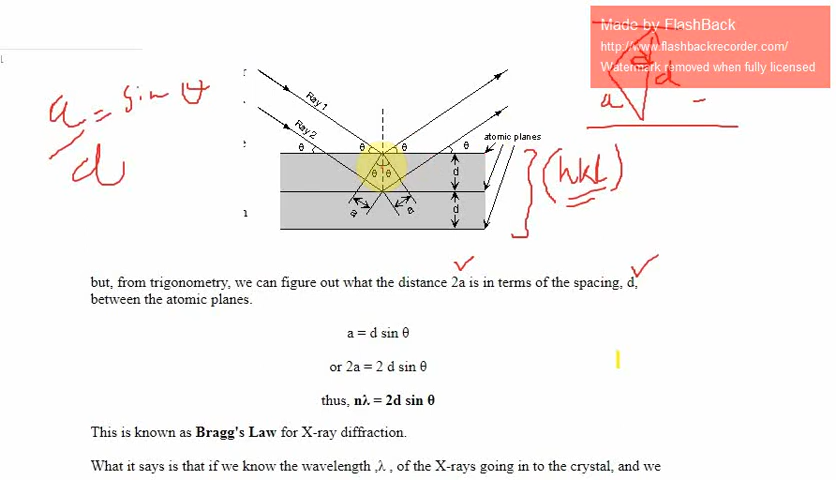 Made by FlashBack
http://www.flashbackrecorder.com/
Watermark removed when fully licensed
a/d = sin θ
d
d
a
Ray 1
Ray 2
atomic planes
θ θ θ θ
θ θ
d
d
a a
(hkl)
but, from trigonometry, we can figure out what the distance 2a is in terms of the spacing, d,
between the atomic planes.
a = d sin θ
or 2a = 2 d sin θ
thus, nλ = 2d sin θ
This is known as Bragg's Law for X-ray diffraction.
What it says is that if we know the wavelength ,λ , of the X-rays going in to the crystal, and we